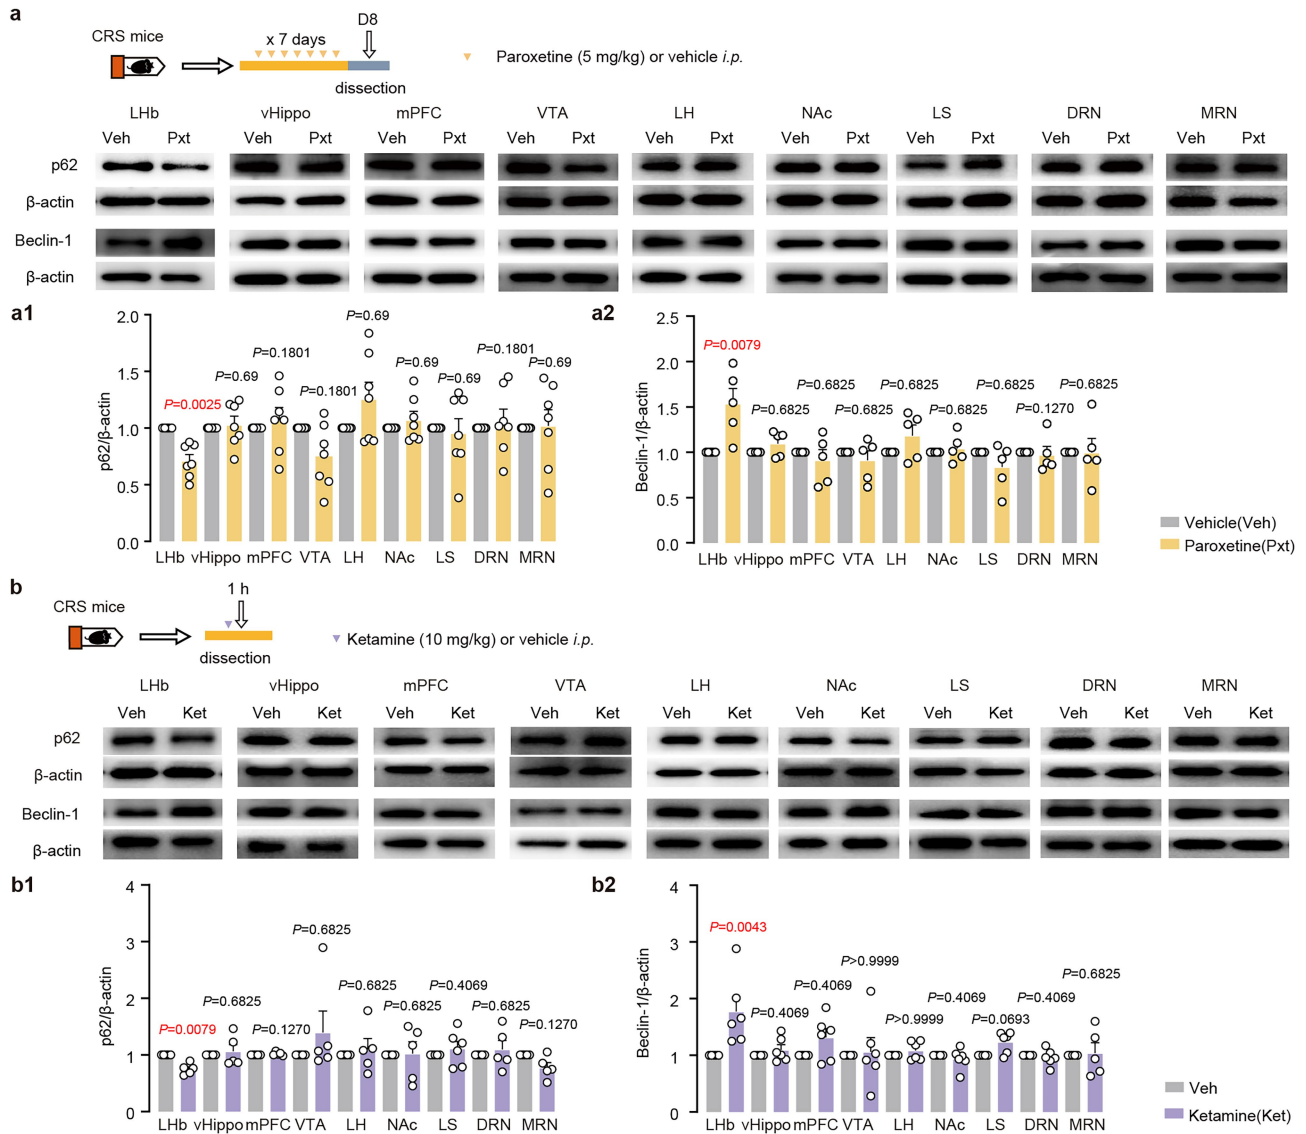 a
CRS mice
x 7 days
D8
dissection
Paroxetine (5 mg/kg) or vehicle i.p.
LHb vHippo mPFC VTA LH NAc LS DRN MRN
Veh Pxt Veh Pxt Veh Pxt Veh Pxt Veh Pxt Veh Pxt Veh Pxt Veh Pxt Veh Pxt
p62
β-actin
Beclin-1
β-actin
a1
p62/β-actin
2.0
1.5
1.0
0.5
0.0
P=0.0025
P=0.69
P=0.1801
P=0.1801
P=0.69
P=0.69
P=0.69
P=0.1801
P=0.69
LHb vHippo mPFC VTA LH NAc LS DRN MRN
a2
Beclin-1/β-actin
2.5
2.0
1.5
1.0
0.5
0.0
P=0.0079
P=0.6825
P=0.6825
P=0.6825
P=0.6825
P=0.6825
P=0.6825
P=0.1270
P=0.6825
LHb vHippo mPFC VTA LH NAc LS DRN MRN
Vehicle(Veh)
Paroxetine(Pxt)
b
CRS mice
1 h
dissection
Ketamine (10 mg/kg) or vehicle i.p.
LHb vHippo mPFC VTA LH NAc LS DRN MRN
Veh Ket Veh Ket Veh Ket Veh Ket Veh Ket Veh Ket Veh Ket Veh Ket Veh Ket
p62
β-actin
Beclin-1
β-actin
b1
p62/β-actin
4
3
2
1
0
P=0.0079
P=0.6825
P=0.1270
P=0.6825
P=0.6825
P=0.6825
P=0.4069
P=0.6825
P=0.1270
LHb vHippo mPFC VTA LH NAc LS DRN MRN
b2
Beclin-1/β-actin
4
3
2
1
0
P=0.0043
P=0.4069
P=0.4069
P>0.9999
P>0.9999
P=0.4069
P=0.0693
P=0.4069
P=0.6825
LHb vHippo mPFC VTA LH NAc LS DRN MRN
Veh
Ketamine(Ket)